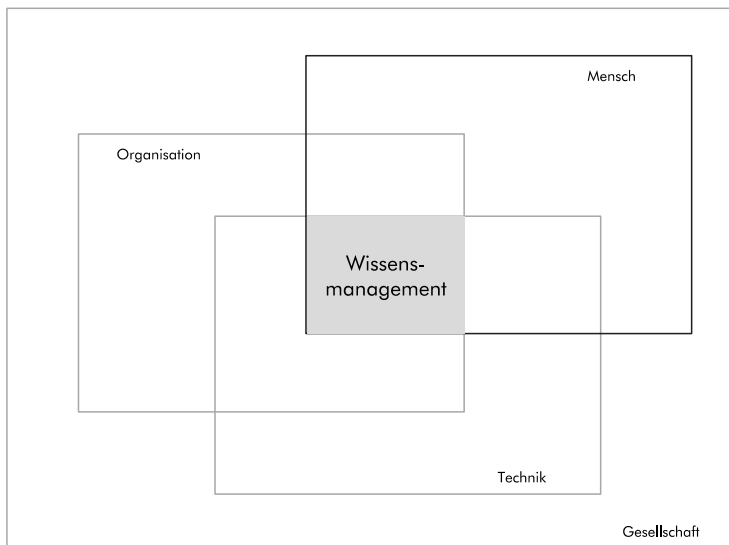 Mensch
Organisation
Wissens-
management
Technik
Gesellschaft